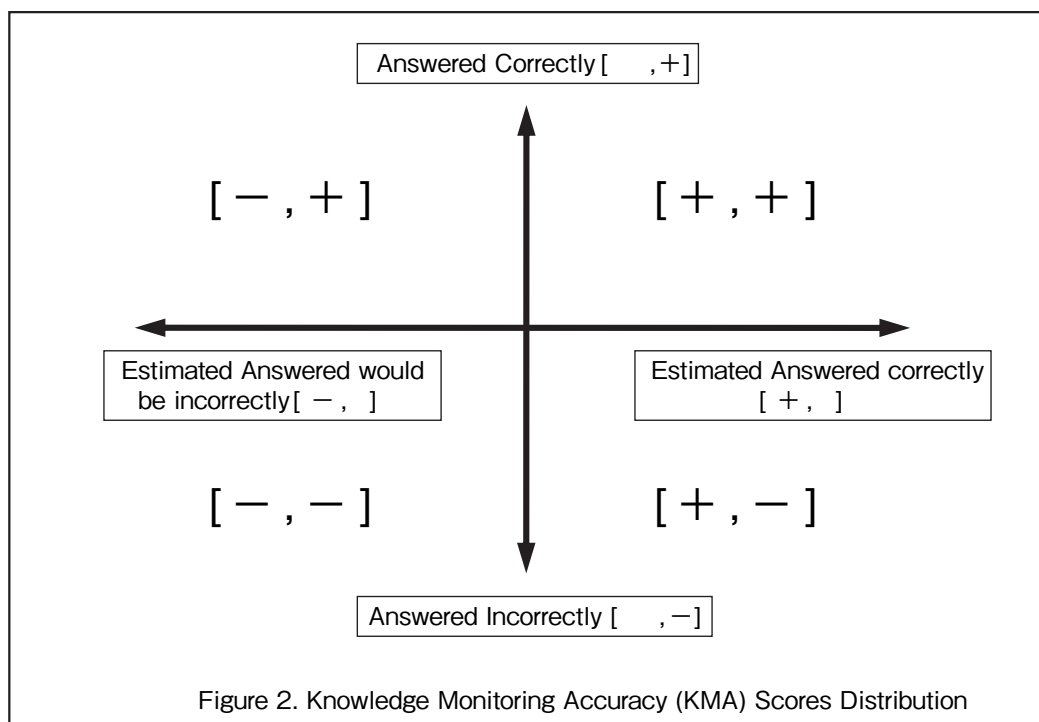 Answered Correctly [   ,+]
[ − , + ]
[ + , + ]
Estimated Answered would
be incorrectly [ − ,  ]
Estimated Answered correctly
[ +,  ]
[ − , − ]
[ + , − ]
Answered Incorrectly [   ,−]
Figure 2. Knowledge Monitoring Accuracy (KMA) Scores Distribution